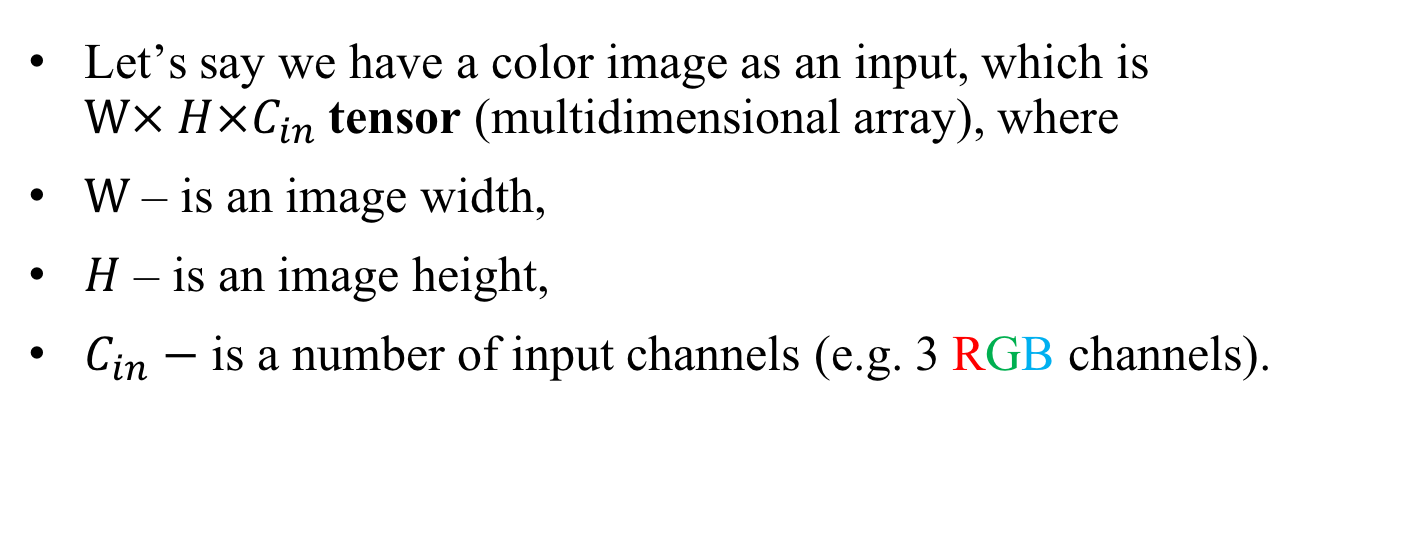 • Let’s say we have a color image as an input, which is
W× H×C_in tensor (multidimensional array), where
• W – is an image width,
• H – is an image height,
• C_in − is a number of input channels (e.g. 3 RGB channels).